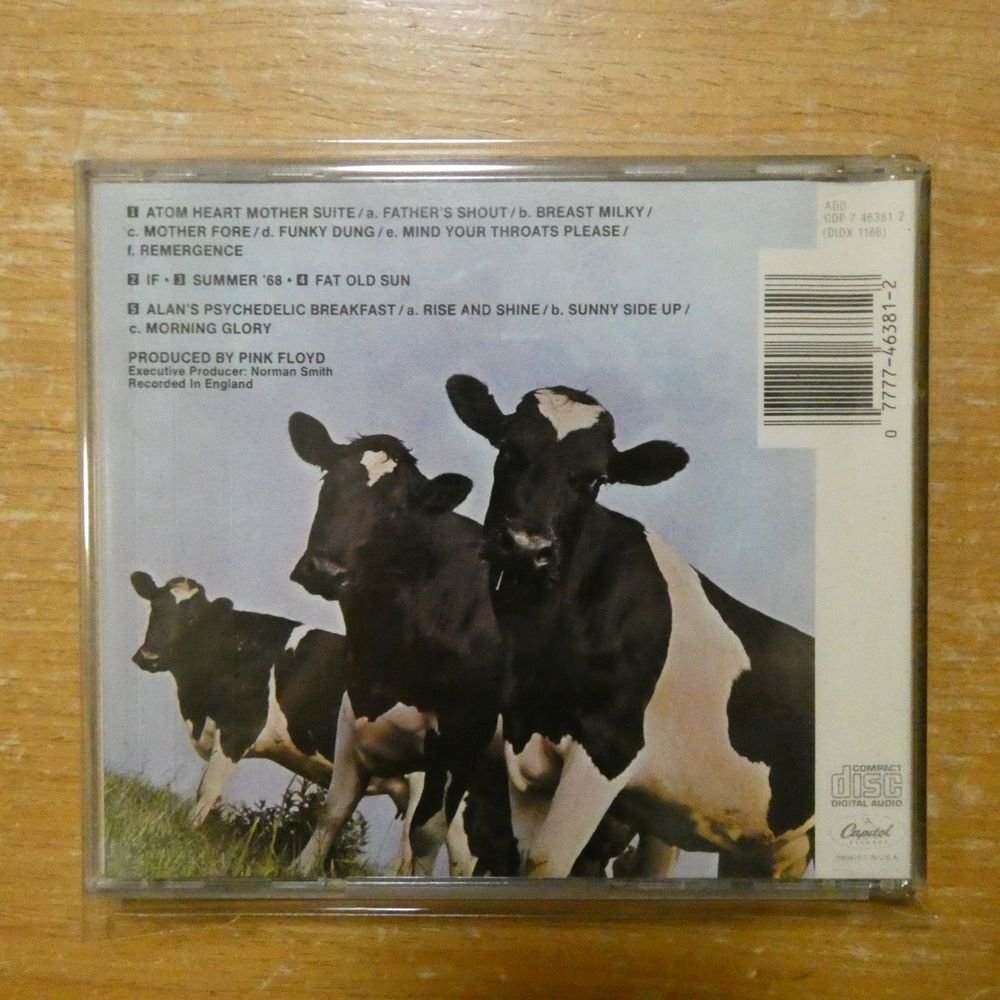 1 ATOM HEART MOTHER SUITE/a. FATHER'S SHOUT/b. BREAST MILKY/
c. MOTHER FORE/d. FUNKY DUNG/e. MIND YOUR THROATS PLEASE/
f. REMERGENCE
2 IF • 3 SUMMER '68 • 4 FAT OLD SUN
5 ALAN'S PSYCHEDELIC BREAKFAST/a. RISE AND SHINE/b. SUNNY SIDE UP/
c. MORNING GLORY
PRODUCED BY PINK FLOYD
Executive Producer: Norman Smith
Recorded In England
ADD
CDP 7 46381 2
(DIDX 1186)
0 7777-46381-2
COMPACT
disc
DIGITAL AUDIO
Capitol
RECORDS
PRINTED IN U.S.A.